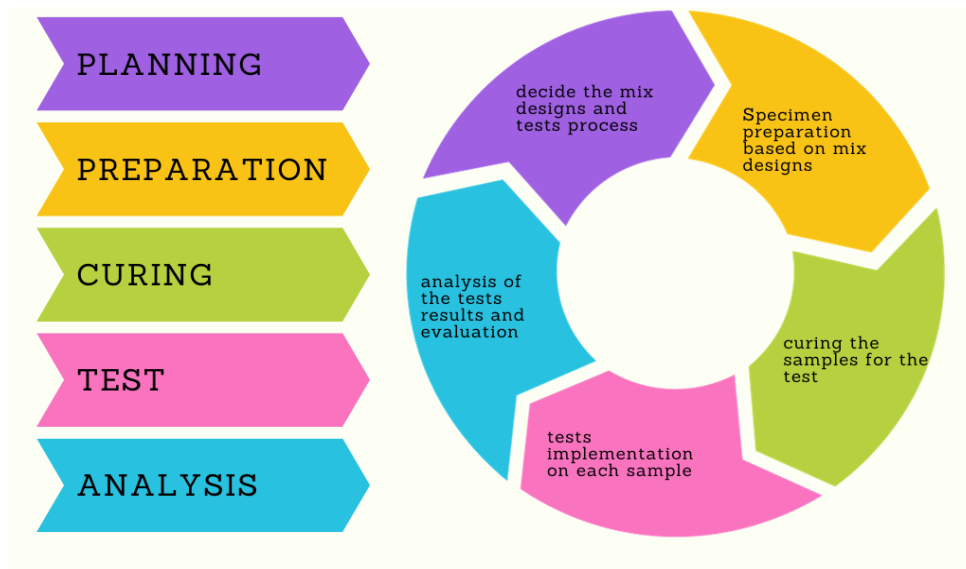 PLANNING
PREPARATION
CURING
TEST
ANALYSIS
decide the mix
designs and
tests process
Specimen
preparation
based on mix
designs
curing the
samples for the
test
tests
implementation
on each sample
analysis of
the tests
results and
evaluation